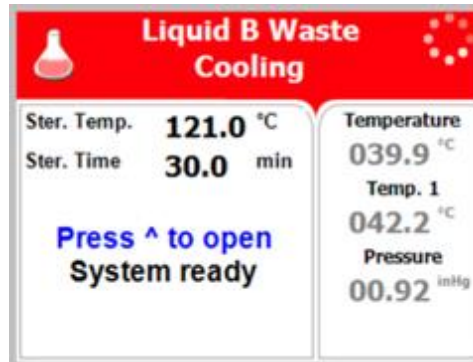 Liquid B Waste
Cooling
Ster. Temp. 121.0 °C
Ster. Time 30.0 min
Press ^ to open
System ready
Temperature
039.9 °C
Temp. 1
042.2 °C
Pressure
00.92 inHg